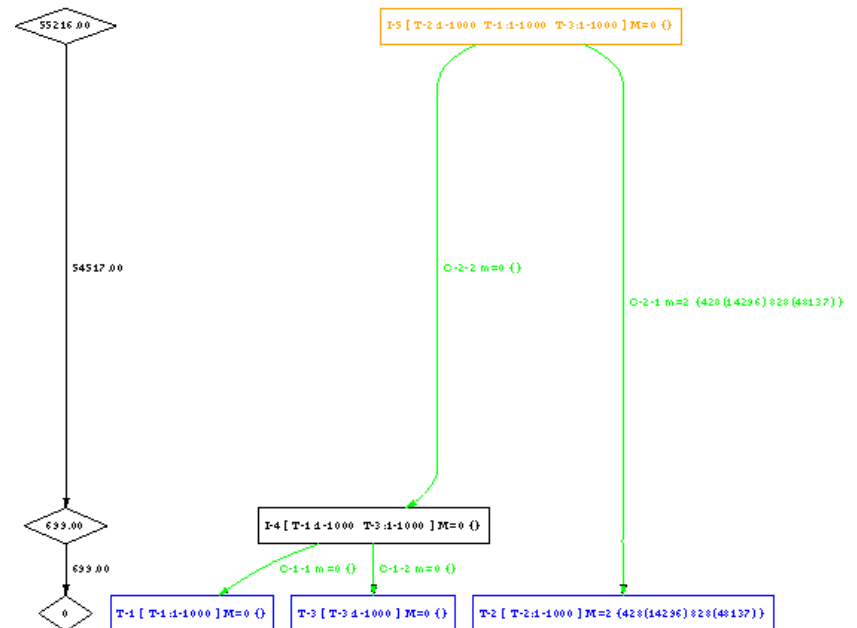 55216.00
I-5 [ T-2:1-1000 T-1:1-1000 T-3:1-1000 ] M=0 {}
54517.00
C-2-2 m=0 {}
C-2-1 m=2 {428(14296) 828(48137) }
699.00
I-4 [ T-1:1-1000 T-3:1-1000 ] M=0 {}
699.00
C-1-1 m=0 {}
C-1-2 m=0 {}
0
T-1 [ T-1:1-1000 ] M=0 {}
T-3 [ T-3:1-1000 ] M=0 {}
T-2 [ T-2:1-1000 ] M=2 {428(14296) 828(48137) }